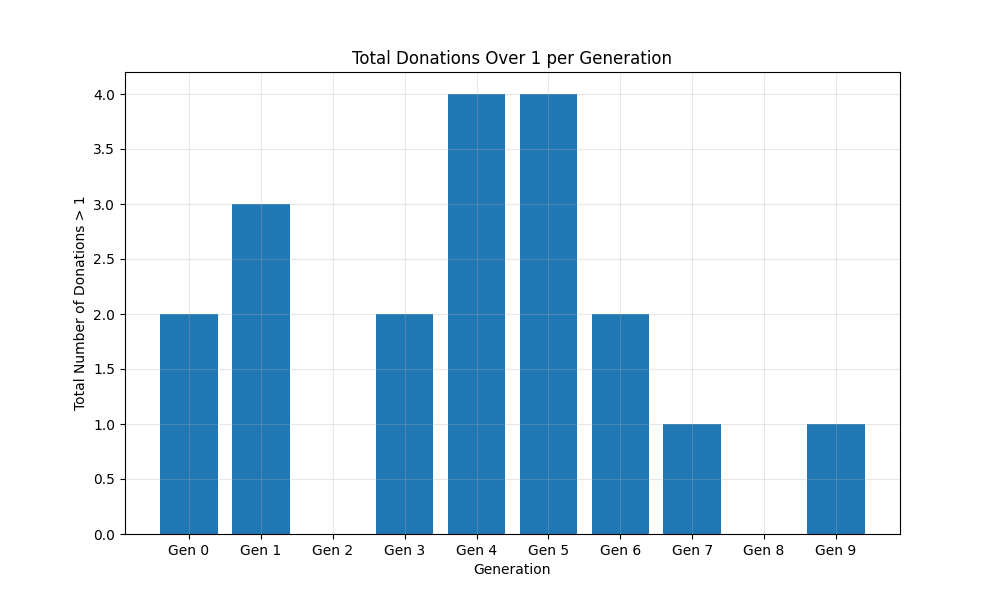 Total Donations Over 1 per Generation
Total Number of Donations > 1
4.0
3.5
3.0
2.5
2.0
1.5
1.0
0.5
0.0
Gen 0 Gen 1 Gen 2 Gen 3 Gen 4 Gen 5 Gen 6 Gen 7 Gen 8 Gen 9
Generation